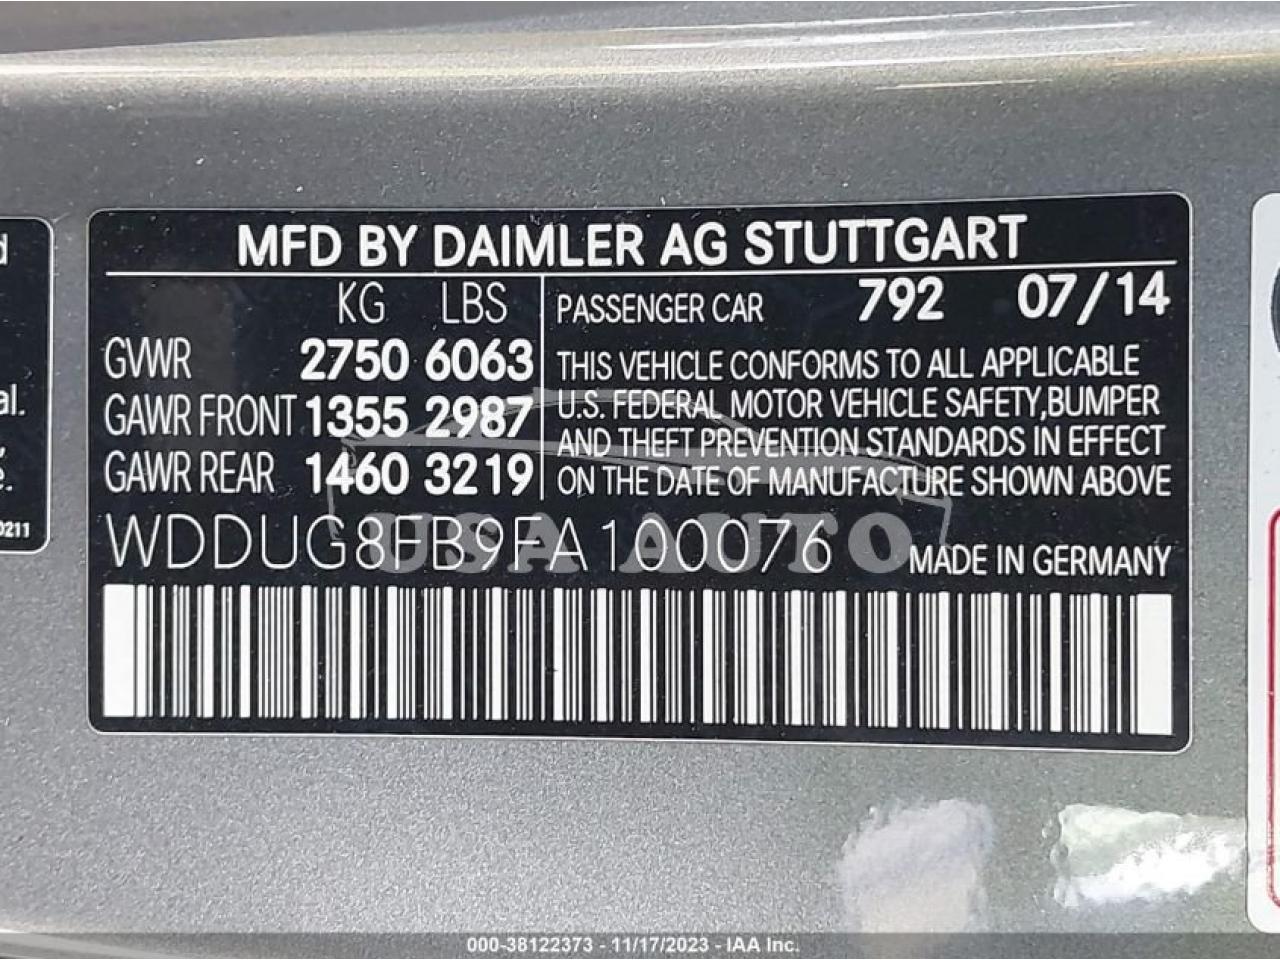 MFD BY DAIMLER AG STUTTGART
KG LBS
GVWR 2750 6063
GAWR FRONT 1355 2987
GAWR REAR 1460 3219
PASSENGER CAR 792 07/14
THIS VEHICLE CONFORMS TO ALL APPLICABLE
U.S. FEDERAL MOTOR VEHICLE SAFETY,BUMPER
AND THEFT PREVENTION STANDARDS IN EFFECT
ON THE DATE OF MANUFACTURE SHOWN ABOVE
WDDUG8FB9FA100076 MADE IN GERMANY
USA AUTO
al.
000-38122373 - 11/17/2023 - IAA Inc.